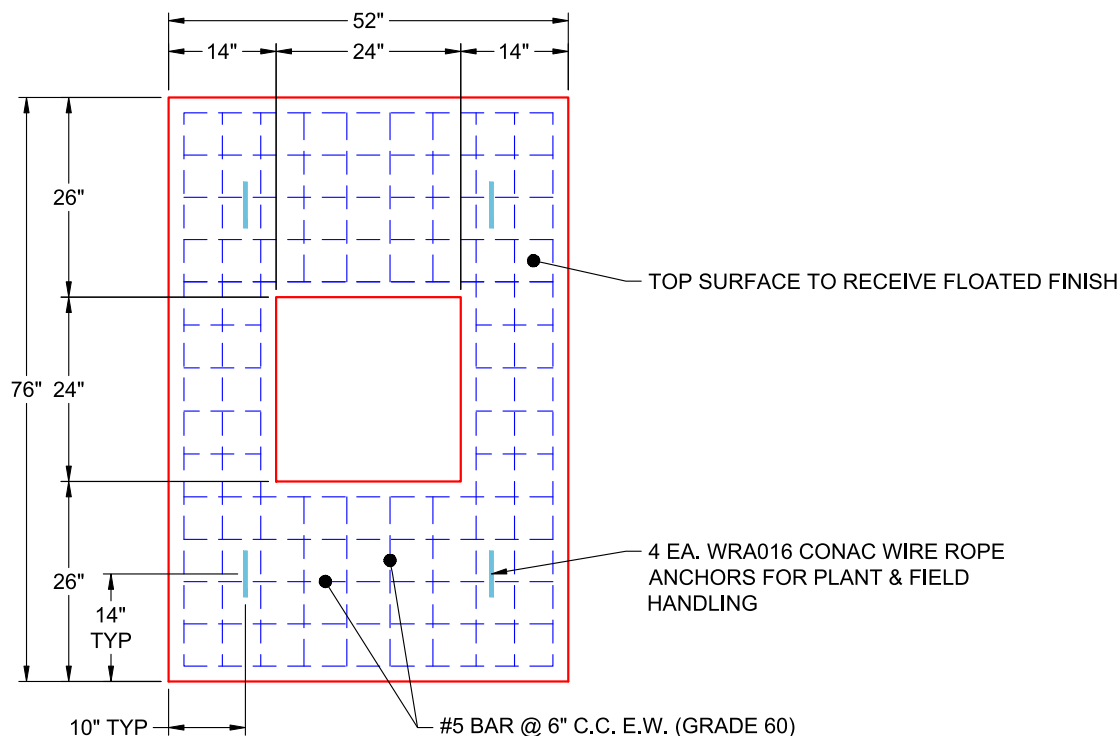 52"
14"
24"
14"
26"
TOP SURFACE TO RECEIVE FLOATED FINISH
76"
24"
4 EA. WRA016 CONAC WIRE ROPE
ANCHORS FOR PLANT & FIELD
HANDLING
26"
14"
TYP
10" TYP
#5 BAR @ 6" C.C. E.W. (GRADE 60)